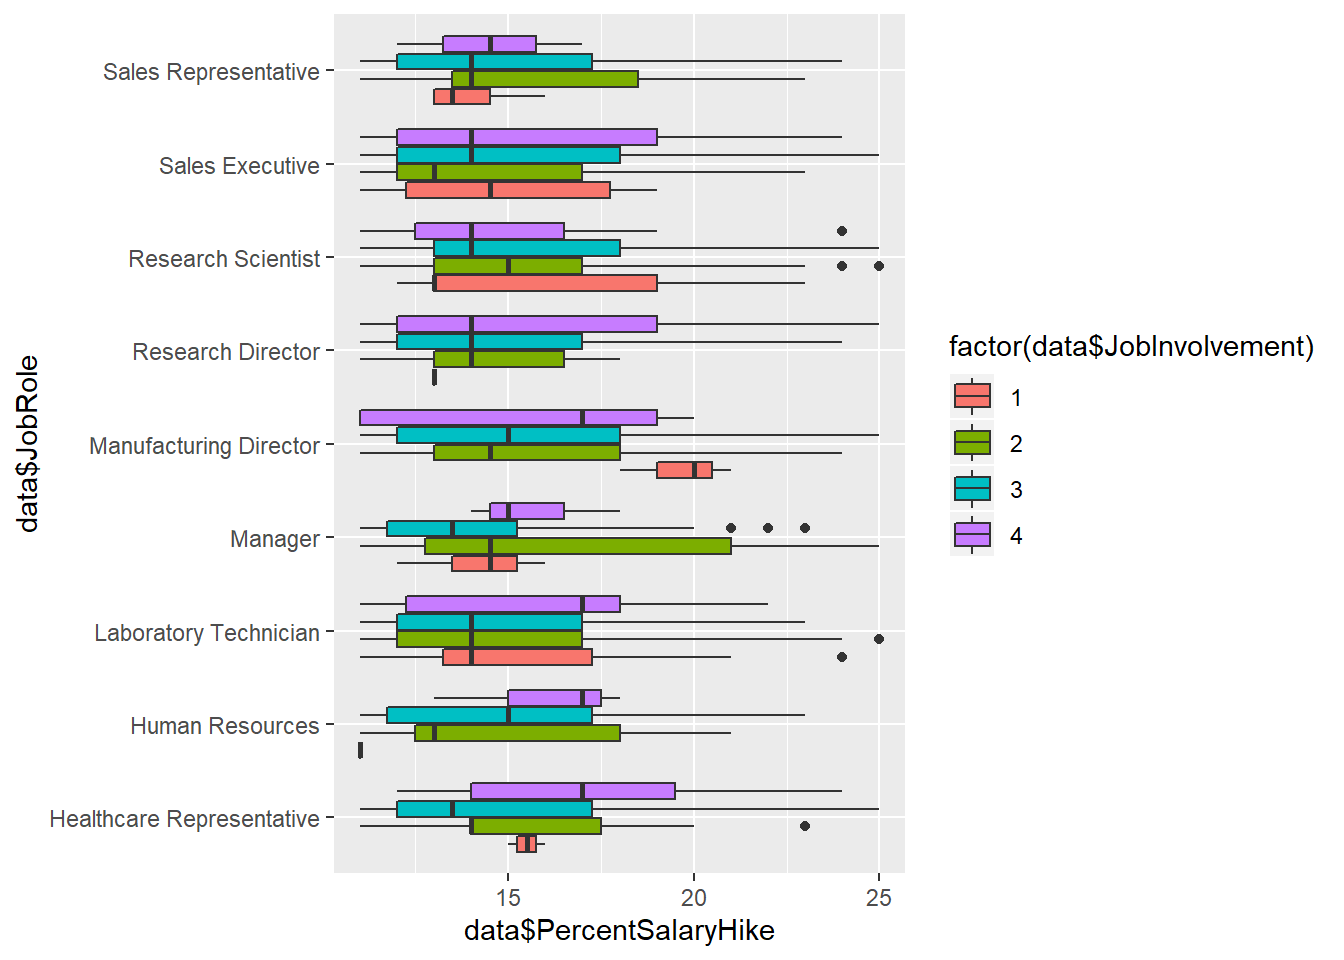 data$JobRole
Sales Representative
Sales Executive
Research Scientist
Research Director
Manufacturing Director
Manager
Laboratory Technician
Human Resources
Healthcare Representative
15 20 25
data$PercentSalaryHike
factor(data$JobInvolvement)
1
2
3
4